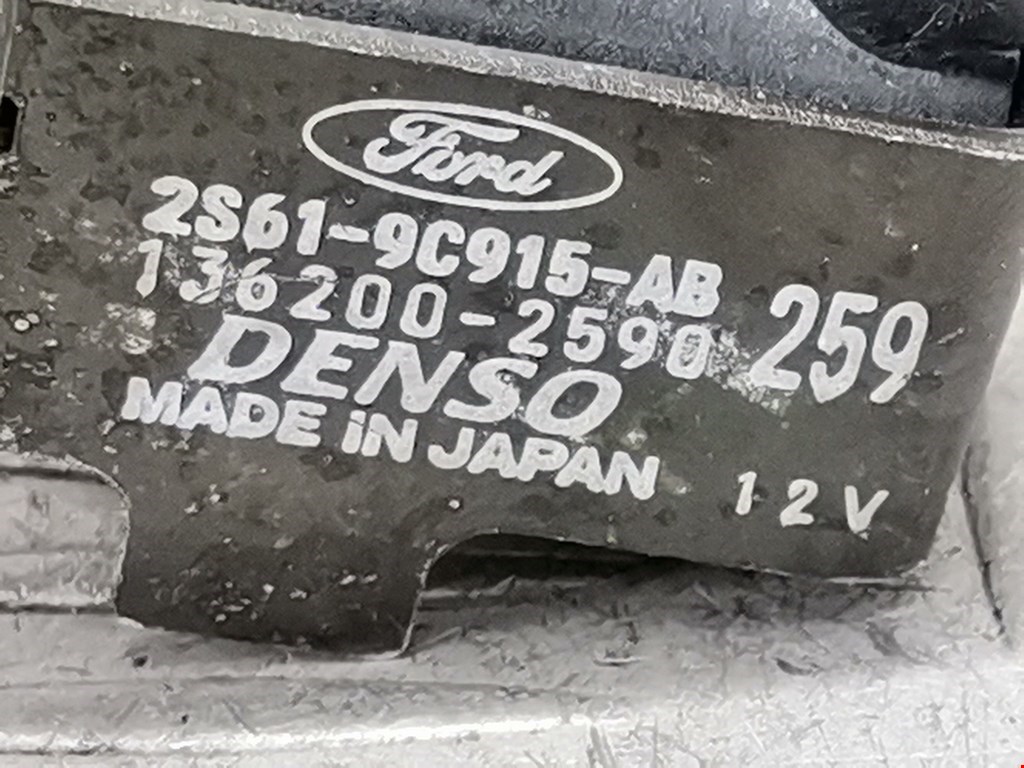 Ford
2S61-9C915-AB
136200-2590 259
DENSO
MADE iN JAPAN
12V